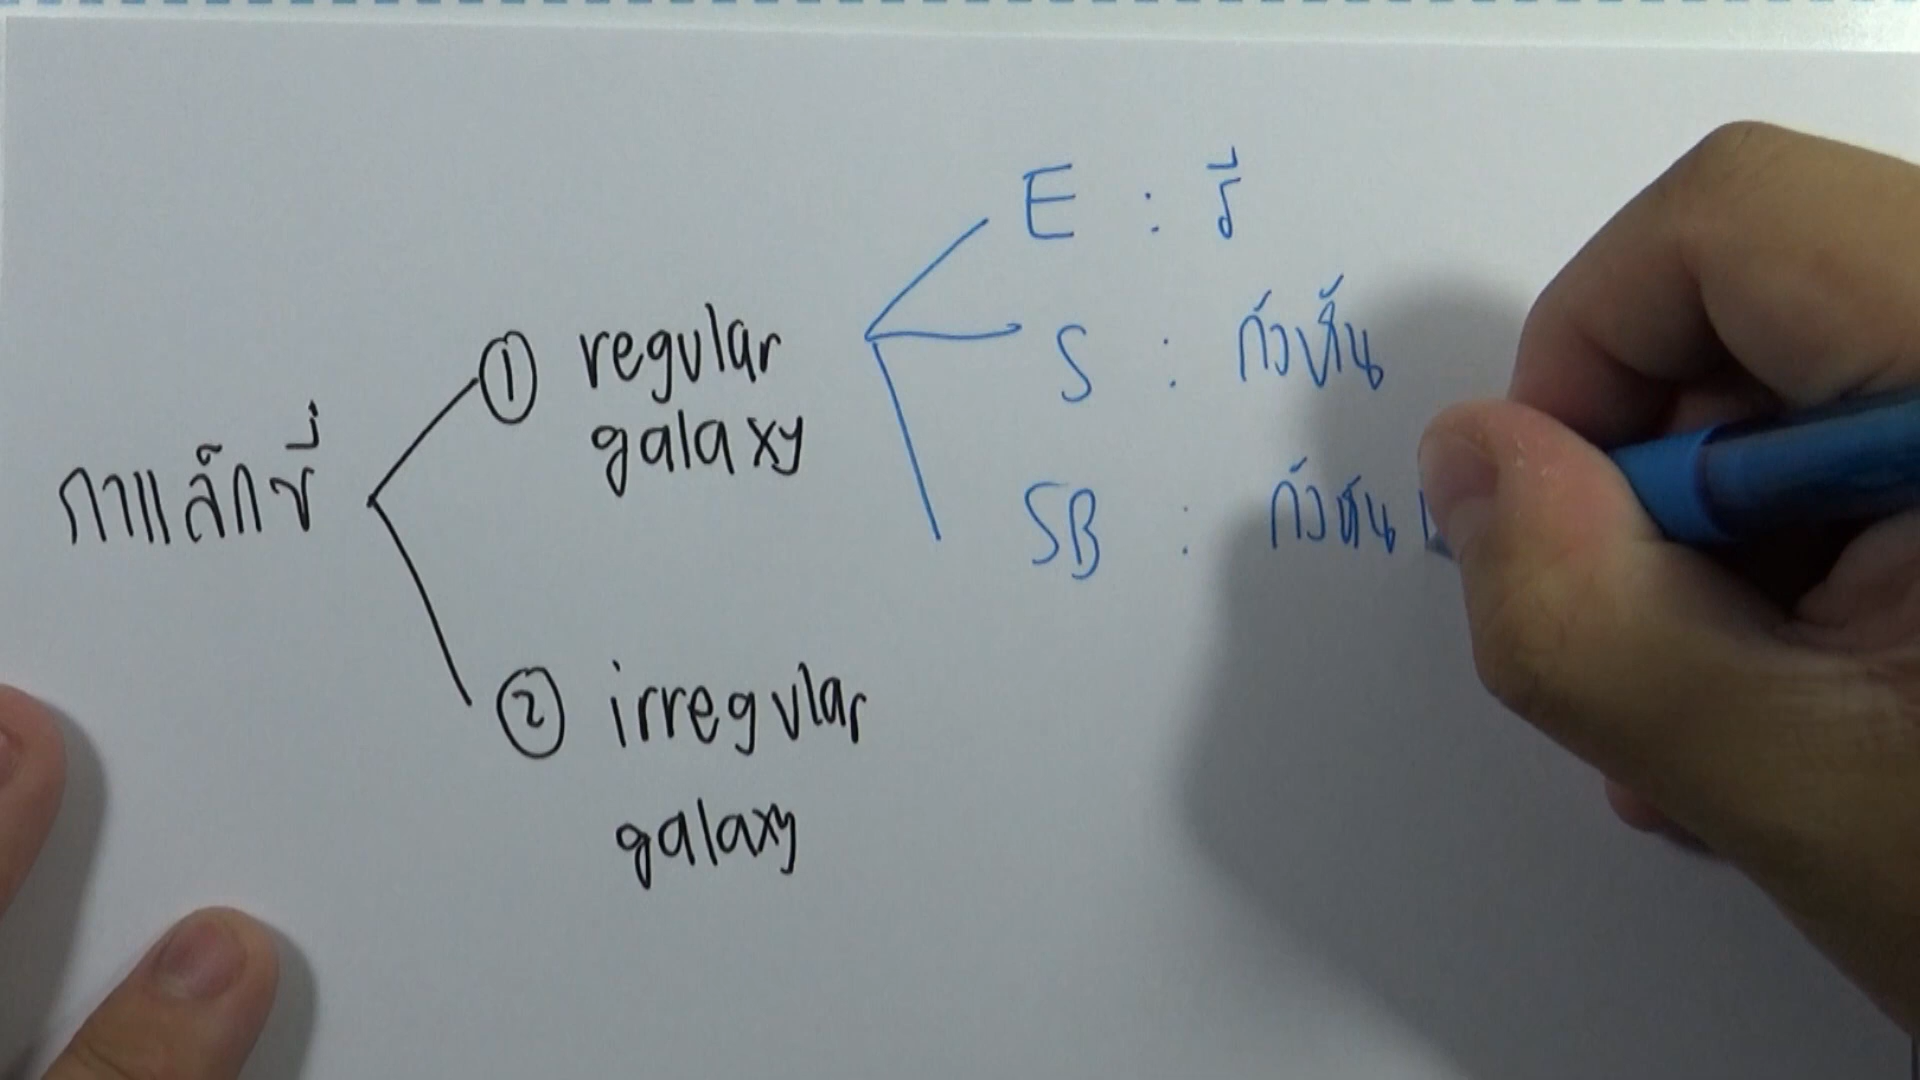 กาแล็กซี่
① regular
galaxy
② irregular
galaxy
E : รี
S : กังหัน
SB : กังหัน